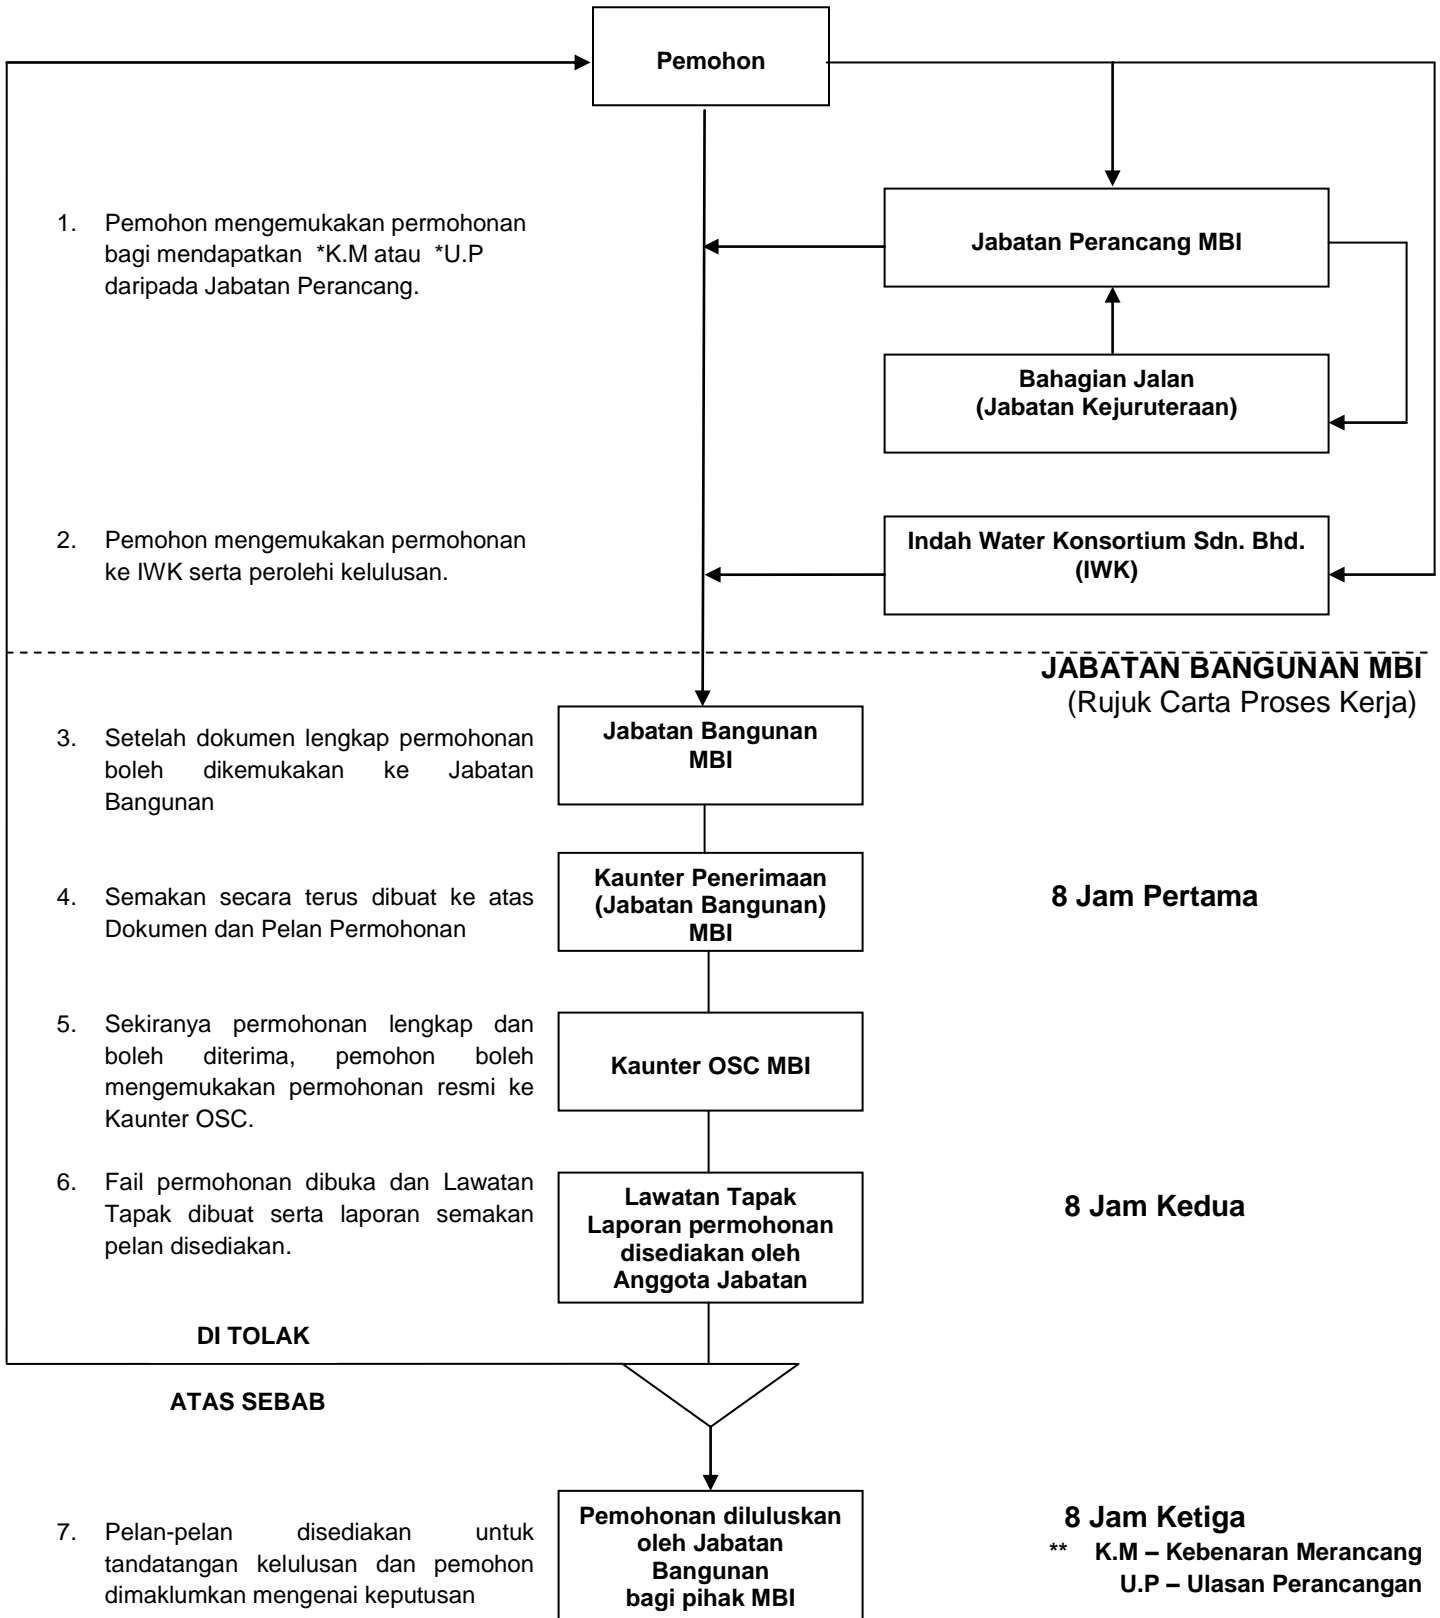 Pemohon
1. Pemohon mengemukakan permohonan
bagi mendapatkan *K.M atau *U.P
daripada Jabatan Perancang.
Jabatan Perancang MBI
Bahagian Jalan
(Jabatan Kejuruteraan)
2. Pemohon mengemukakan permohonan
ke IWK serta perolehi kelulusan.
Indah Water Konsortium Sdn. Bhd.
(IWK)
JABATAN BANGUNAN MBI
(Rujuk Carta Proses Kerja)
3. Setelah dokumen lengkap permohonan
boleh dikemukakan ke Jabatan
Bangunan
Jabatan Bangunan
MBI
4. Semakan secara terus dibuat ke atas
Dokumen dan Pelan Permohonan
Kaunter Penerimaan
(Jabatan Bangunan)
MBI
8 Jam Pertama
5. Sekiranya permohonan lengkap dan
boleh diterima, pemohon boleh
mengemukakan permohonan resmi ke
Kaunter OSC.
Kaunter OSC MBI
6. Fail permohonan dibuka dan Lawatan
Tapak dibuat serta laporan semakan
pelan disediakan.
Lawatan Tapak
Laporan permohonan
disediakan oleh
Anggota Jabatan
8 Jam Kedua
DI TOLAK
ATAS SEBAB
7. Pelan-pelan disediakan untuk
tandatangan kelulusan dan pemohon
dimaklumkan mengenai keputusan
Pemohonan diluluskan
oleh Jabatan
Bangunan
bagi pihak MBI
8 Jam Ketiga
** K.M – Kebenaran Merancang
U.P – Ulasan Perancangan